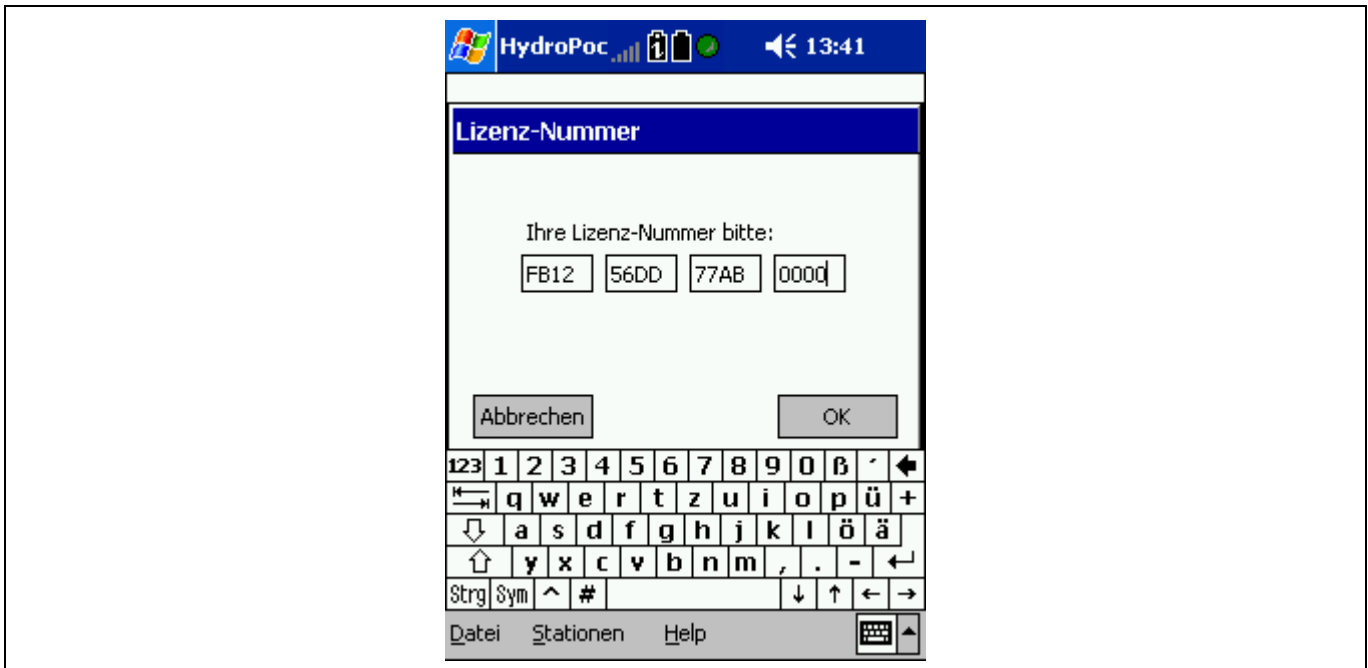 HydroPoc 13:41
Lizenz-Nummer
Ihre Lizenz-Nummer bitte:
FB12 56DD 77AB 0000
Abbrechen OK
123 1 2 3 4 5 6 7 8 9 0 ß ´
q w e r t z u i o p ü +
a s d f g h j k l ö ä
y x c v b n m , . -
Strg Sym ^ #
Datei Stationen Help